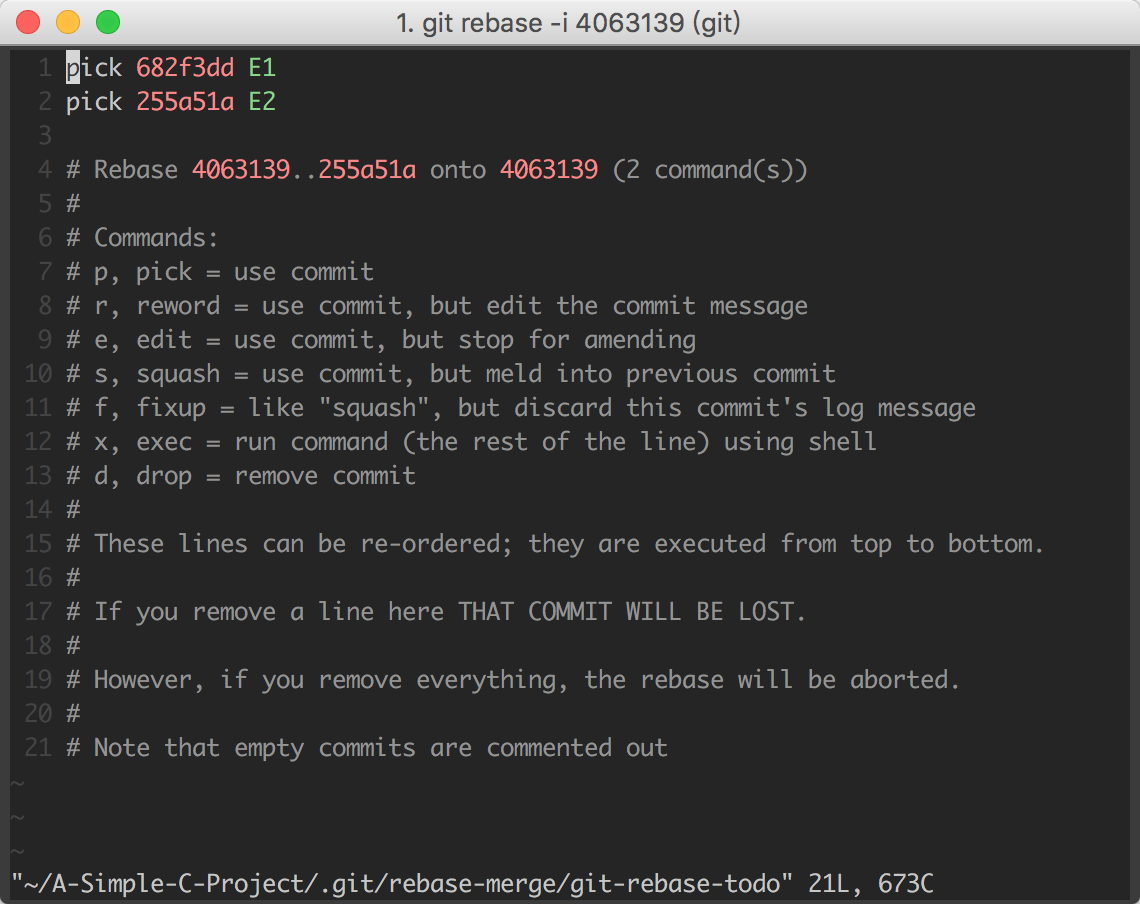 1. git rebase -i 4063139 (git)
1 pick 682f3dd E1
2 pick 255a51a E2
3
4 # Rebase 4063139..255a51a onto 4063139 (2 command(s))
5 #
6 # Commands:
7 # p, pick = use commit
8 # r, reword = use commit, but edit the commit message
9 # e, edit = use commit, but stop for amending
10 # s, squash = use commit, but meld into previous commit
11 # f, fixup = like "squash", but discard this commit's log message
12 # x, exec = run command (the rest of the line) using shell
13 # d, drop = remove commit
14 #
15 # These lines can be re-ordered; they are executed from top to bottom.
16 #
17 # If you remove a line here THAT COMMIT WILL BE LOST.
18 #
19 # However, if you remove everything, the rebase will be aborted.
20 #
21 # Note that empty commits are commented out
~
~
~
"~/A-Simple-C-Project/.git/rebase-merge/git-rebase-todo" 21L, 673C